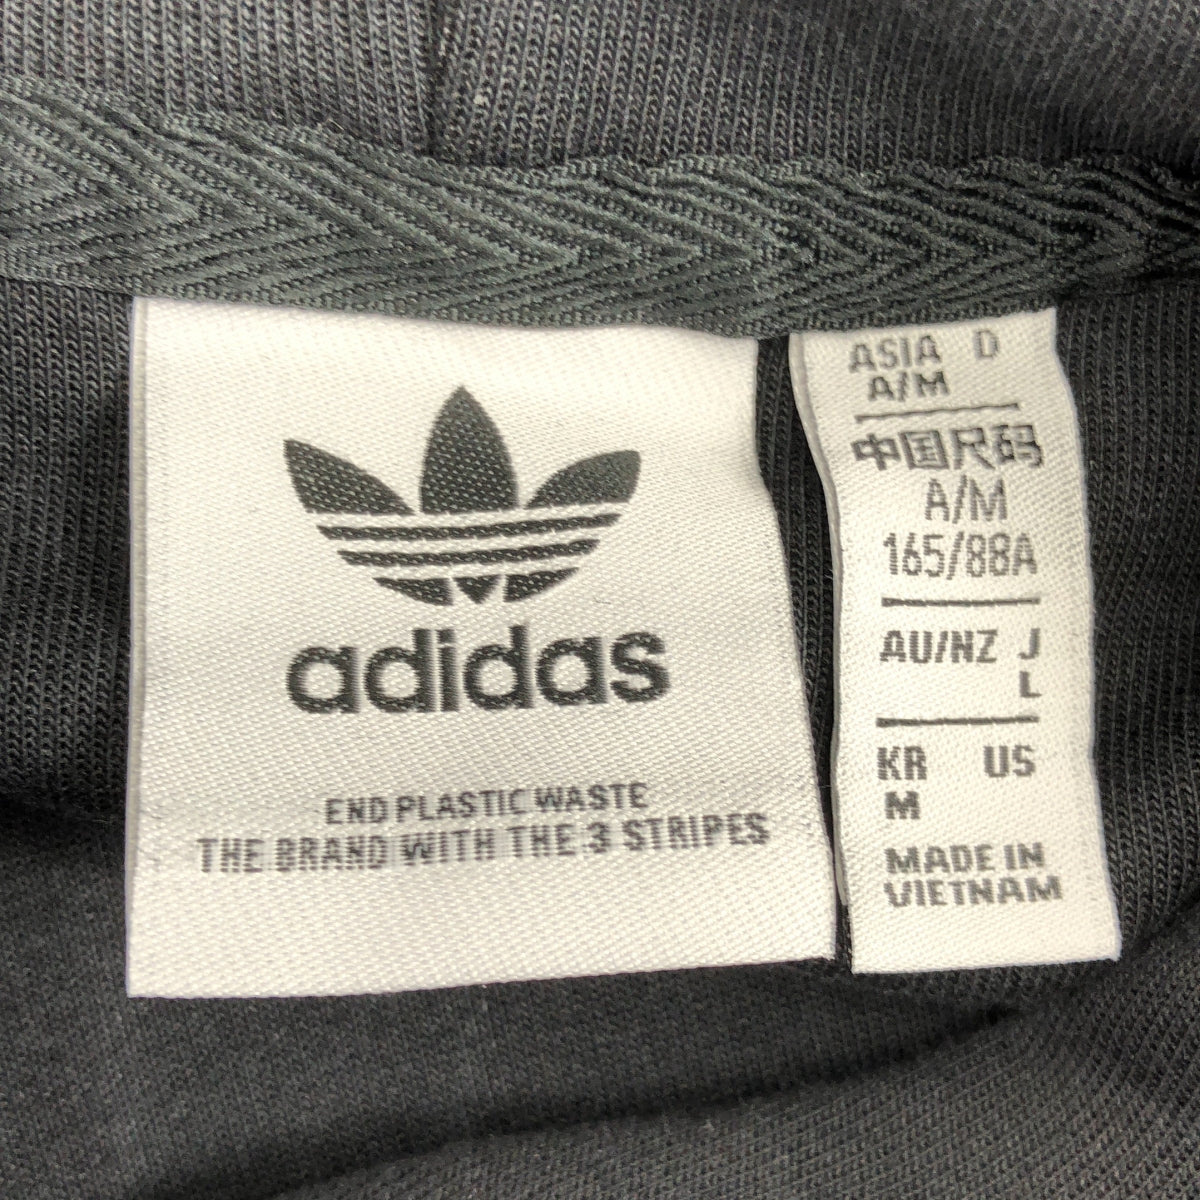 adidas
END PLASTIC WASTE
THE BRAND WITH THE 3 STRIPES
ASIA D
A/M
中国尺码
A/M
165/88A
AU/NZ J
L
KR US
M
MADE IN
VIETNAM